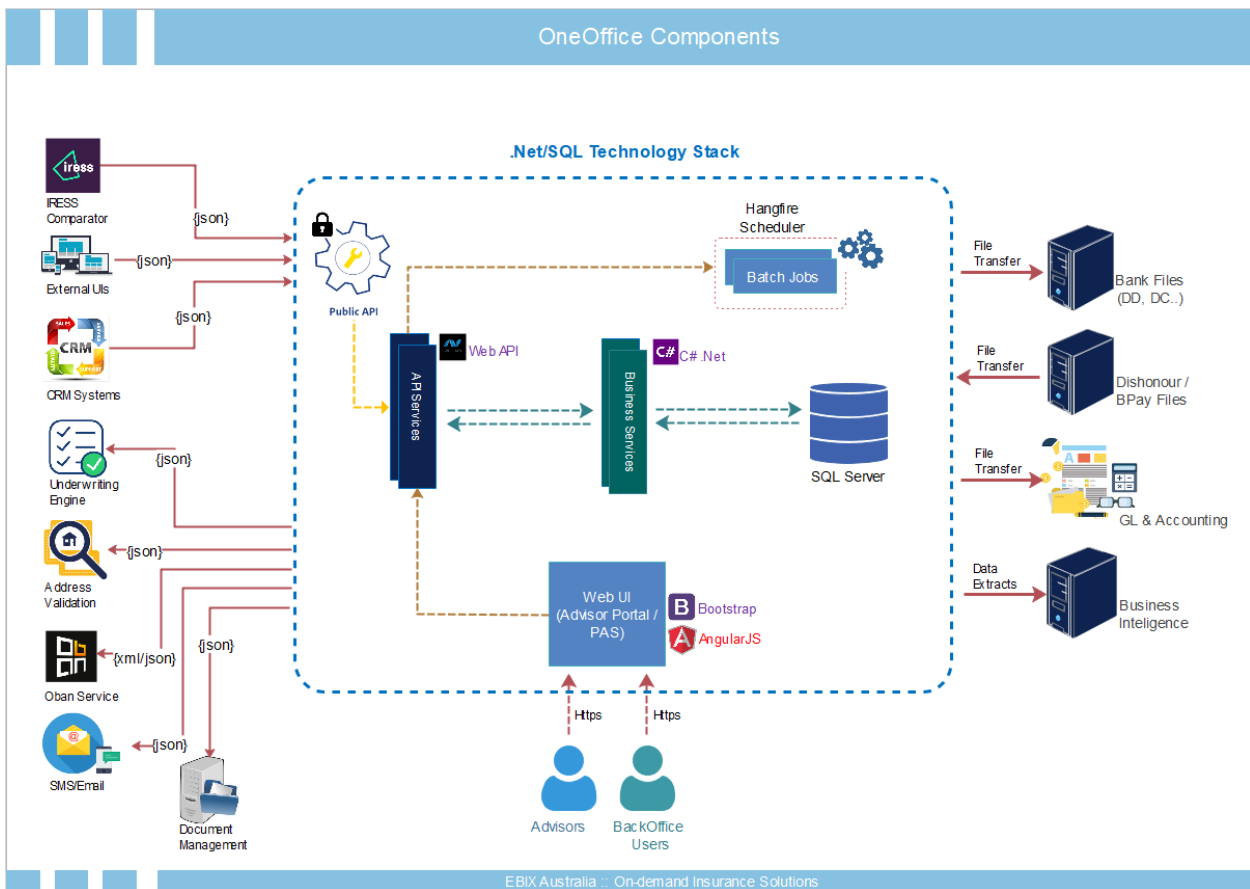 OneOffice Components
.Net/SQL Technology Stack
iress
IRESS
Comparator
{json}
External UIs
{json}
CRM
CRM Systems
{json}
Underwriting
Engine
{json}
Address
Validation
{json}
Oban Service
{xml/json}
SMS/Email
{json}
Document
Management
{json}
Public API
Hangfire
Scheduler
Batch Jobs
API Services
Web API
Business Services
C#
C# .Net
SQL Server
Web UI
(Advisor Portal /
PAS)
B
Bootstrap
A
AngularJS
Https
Https
Advisors
BackOffice
Users
File
Transfer
Bank Files
(DD, DC..)
File
Transfer
Dishonour /
BPay Files
File
Transfer
A
GL & Accounting
Data
Extracts
Business
Inteligence
EBIX Australia :: On-demand Insurance Solutions